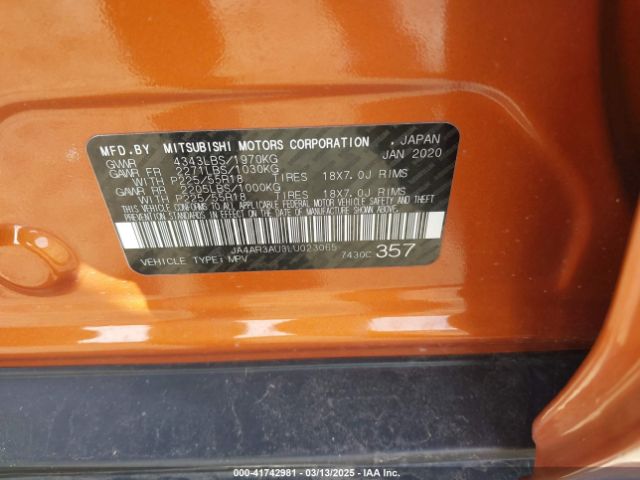 MFD.BY MITSUBISHI MOTORS CORPORATION , JAPAN
GVWR 4343LBS/1970KG JAN 2020
GAWR FR 2271LBS/1030KG
WITH P225/55R18 TIRES 18X7.0J RIMS
GAWR RR 2205LBS/1000KG
WITH P225/55R18 TIRES 18X7.0J RIMS
THIS VEHICLE CONFORMS TO ALL APPLICABLE FEDERAL MOTOR VEHICLE SAFETY AND
THEFT PREVENTION STANDARDS IN EFFECT ON THE DATE OF MANUFACTURE SHOWN ABOVE.
JA4AR3AU9LU023065
VEHICLE TYPE: MPV 7430C 357
000-41742981 - 03/13/2025 - IAA Inc.